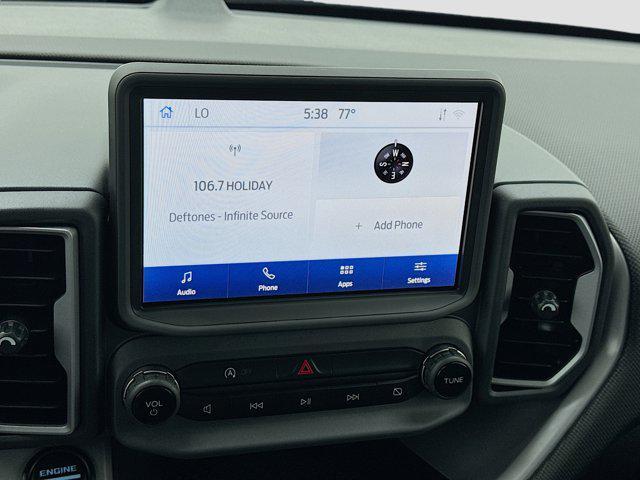 LO 5:38 77°
106.7 HOLIDAY
Deftones - Infinite Source
W
S N
E
+ Add Phone
Audio Phone Apps Settings
VOL
TUNE
ENGINE